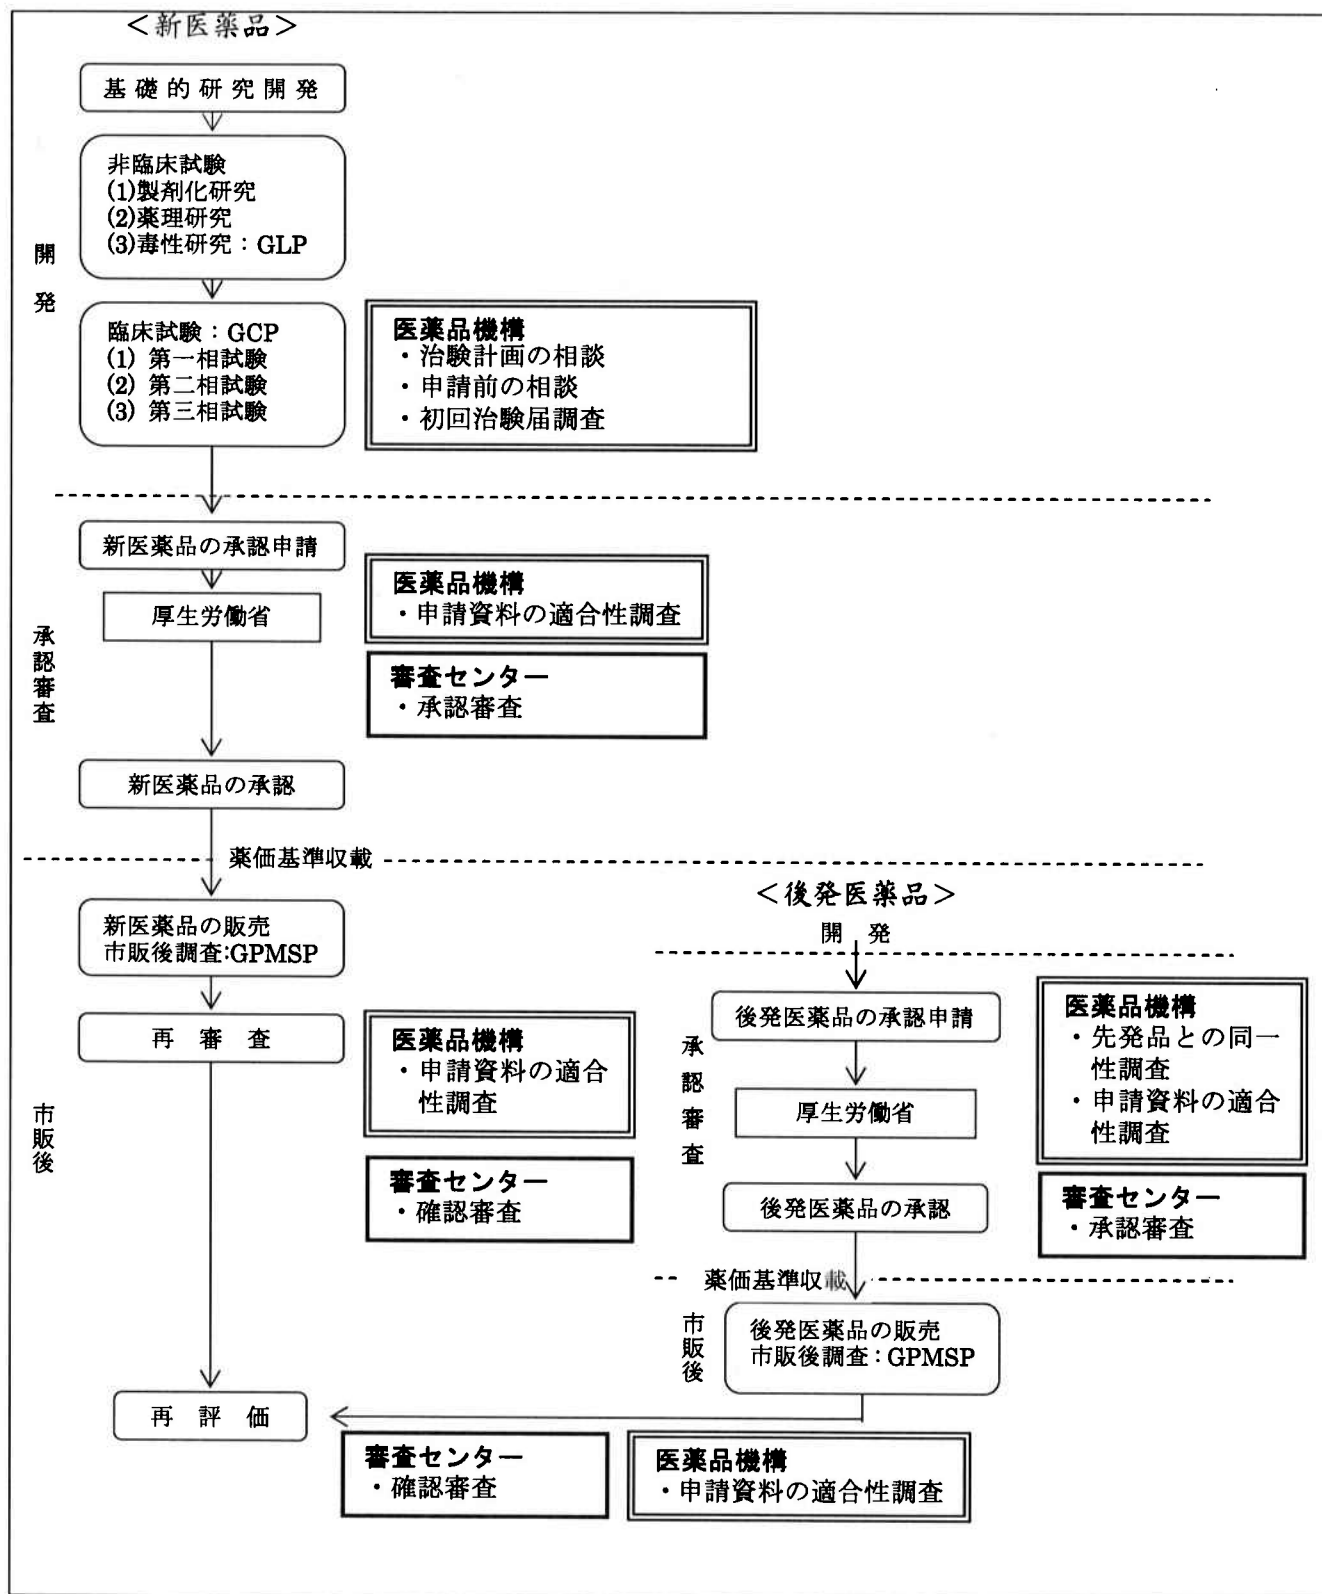 ＜新医薬品＞
基礎的研究開発
非臨床試験
(1)製剤化研究
(2)薬理研究
(3)毒性研究：GLP
開発
臨床試験：GCP
(1) 第一相試験
(2) 第二相試験
(3) 第三相試験
医薬品機構
・治験計画の相談
・申請前の相談
・初回治験届調査
新医薬品の承認申請
厚生労働省
医薬品機構
・申請資料の適合性調査
承認審査
審査センター
・承認審査
新医薬品の承認
薬価基準収載
新医薬品の販売
市販後調査:GPMSP
再審査
市販後
医薬品機構
・申請資料の適合
性調査
審査センター
・確認審査
＜後発医薬品＞
開発
後発医薬品の承認申請
承認審査
厚生労働省
後発医薬品の承認
医薬品機構
・先発品との同一
性調査
・申請資料の適合
性調査
審査センター
・承認審査
薬価基準収載
市販後
後発医薬品の販売
市販後調査：GPMSP
再評価
審査センター
・確認審査
医薬品機構
・申請資料の適合性調査